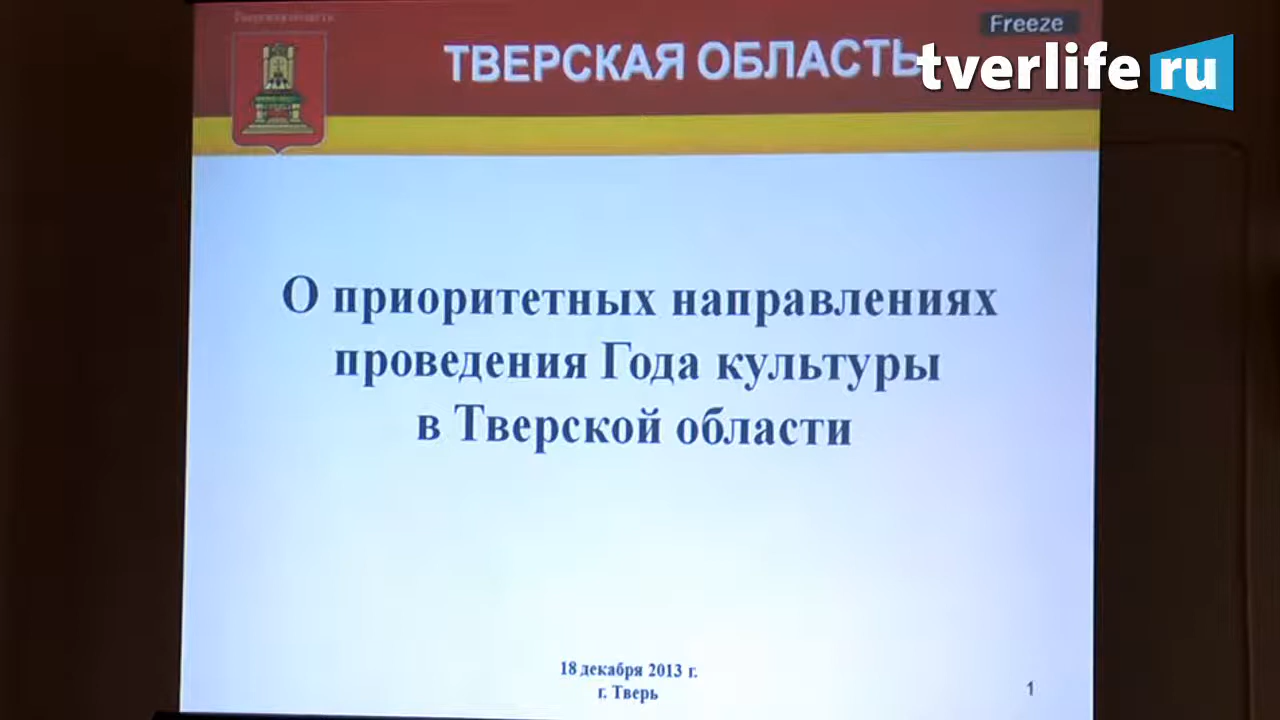 Freeze
ТВЕРСКАЯ ОБЛАСТЬ
tverlife ru
О приоритетных направлениях
проведения Года культуры
в Тверской области
18 декабря 2013 г.
г. Тверь
1